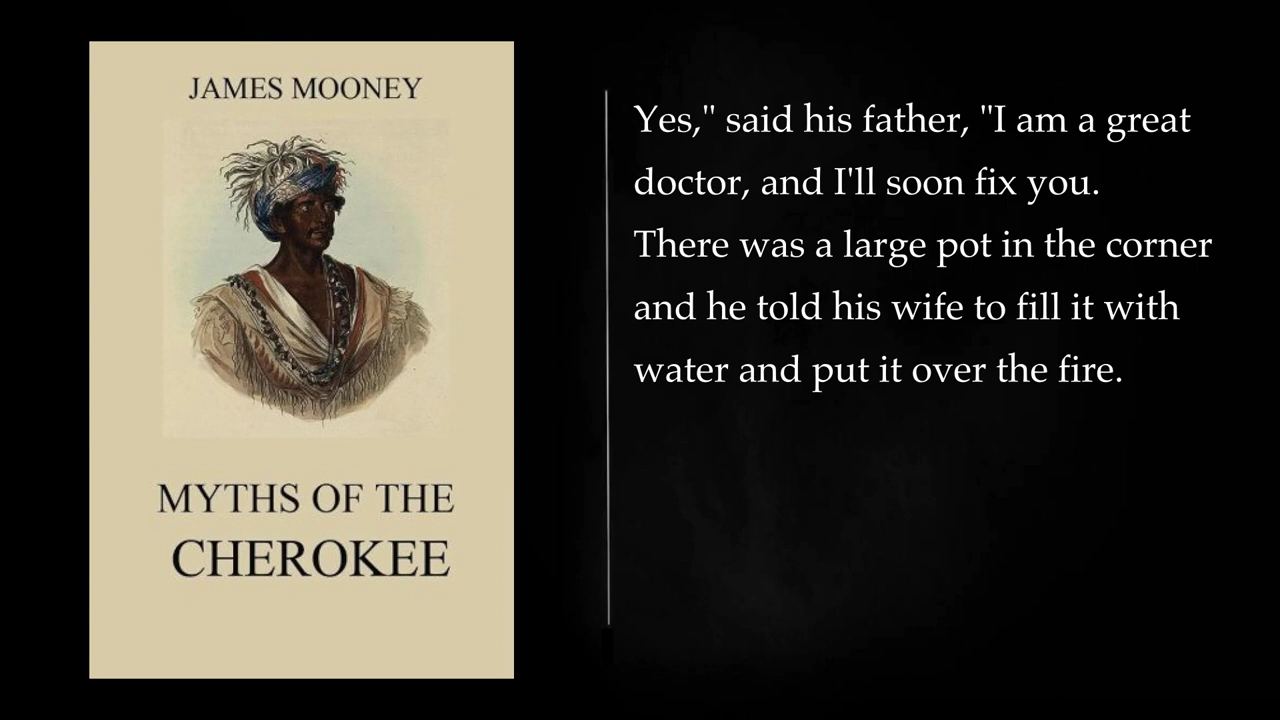 JAMES MOONEY
MYTHS OF THE
CHEROKEE
Yes," said his father, "I am a great
doctor, and I'll soon fix you.
There was a large pot in the corner
and he told his wife to fill it with
water and put it over the fire.